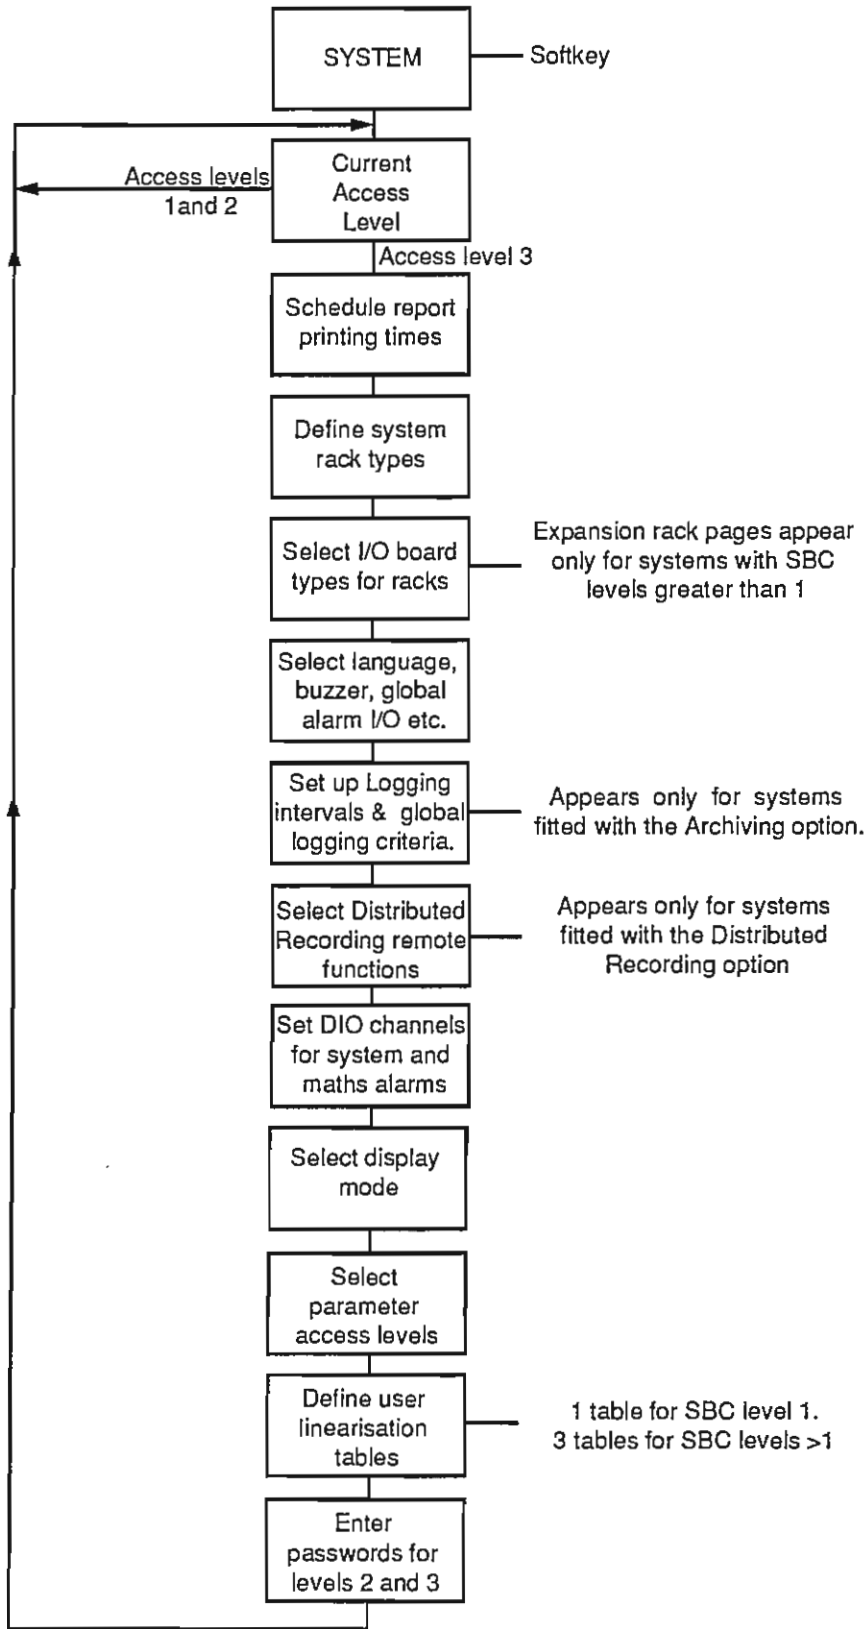 SYSTEM
Softkey
Current
Access
Level
Access levels
1and 2
Access level 3
Schedule report
printing times
Define system
rack types
Select I/O board
types for racks
Expansion rack pages appear
only for systems with SBC
levels greater than 1
Select language,
buzzer, global
alarm I/O etc.
Set up Logging
intervals & global
logging criteria.
Appears only for systems
fitted with the Archiving option.
Select Distributed
Recording remote
functions
Appears only for systems
fitted with the Distributed
Recording option
Set DIO channels
for system and
maths alarms
Select display
mode
Select
parameter
access levels
Define user
linearisation
tables
1 table for SBC level 1.
3 tables for SBC levels >1
Enter
passwords for
levels 2 and 3